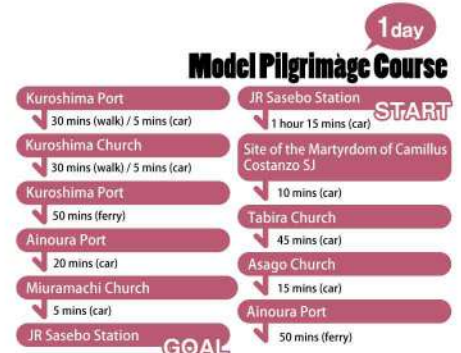 1day
Model Pilgrimage Course
JR Sasebo Station
START
1 hour 15 mins (car)
Site of the Martyrdom of Camillus
Costanzo SJ
10 mins (car)
Tabira Church
45 mins (car)
Asago Church
15 mins (car)
Ainoura Port
50 mins (ferry)
Kuroshima Port
30 mins (walk) / 5 mins (car)
Kuroshima Church
30 mins (walk) / 5 mins (car)
Kuroshima Port
50 mins (ferry)
Ainoura Port
20 mins (car)
Miuramachi Church
5 mins (car)
JR Sasebo Station
GOAL